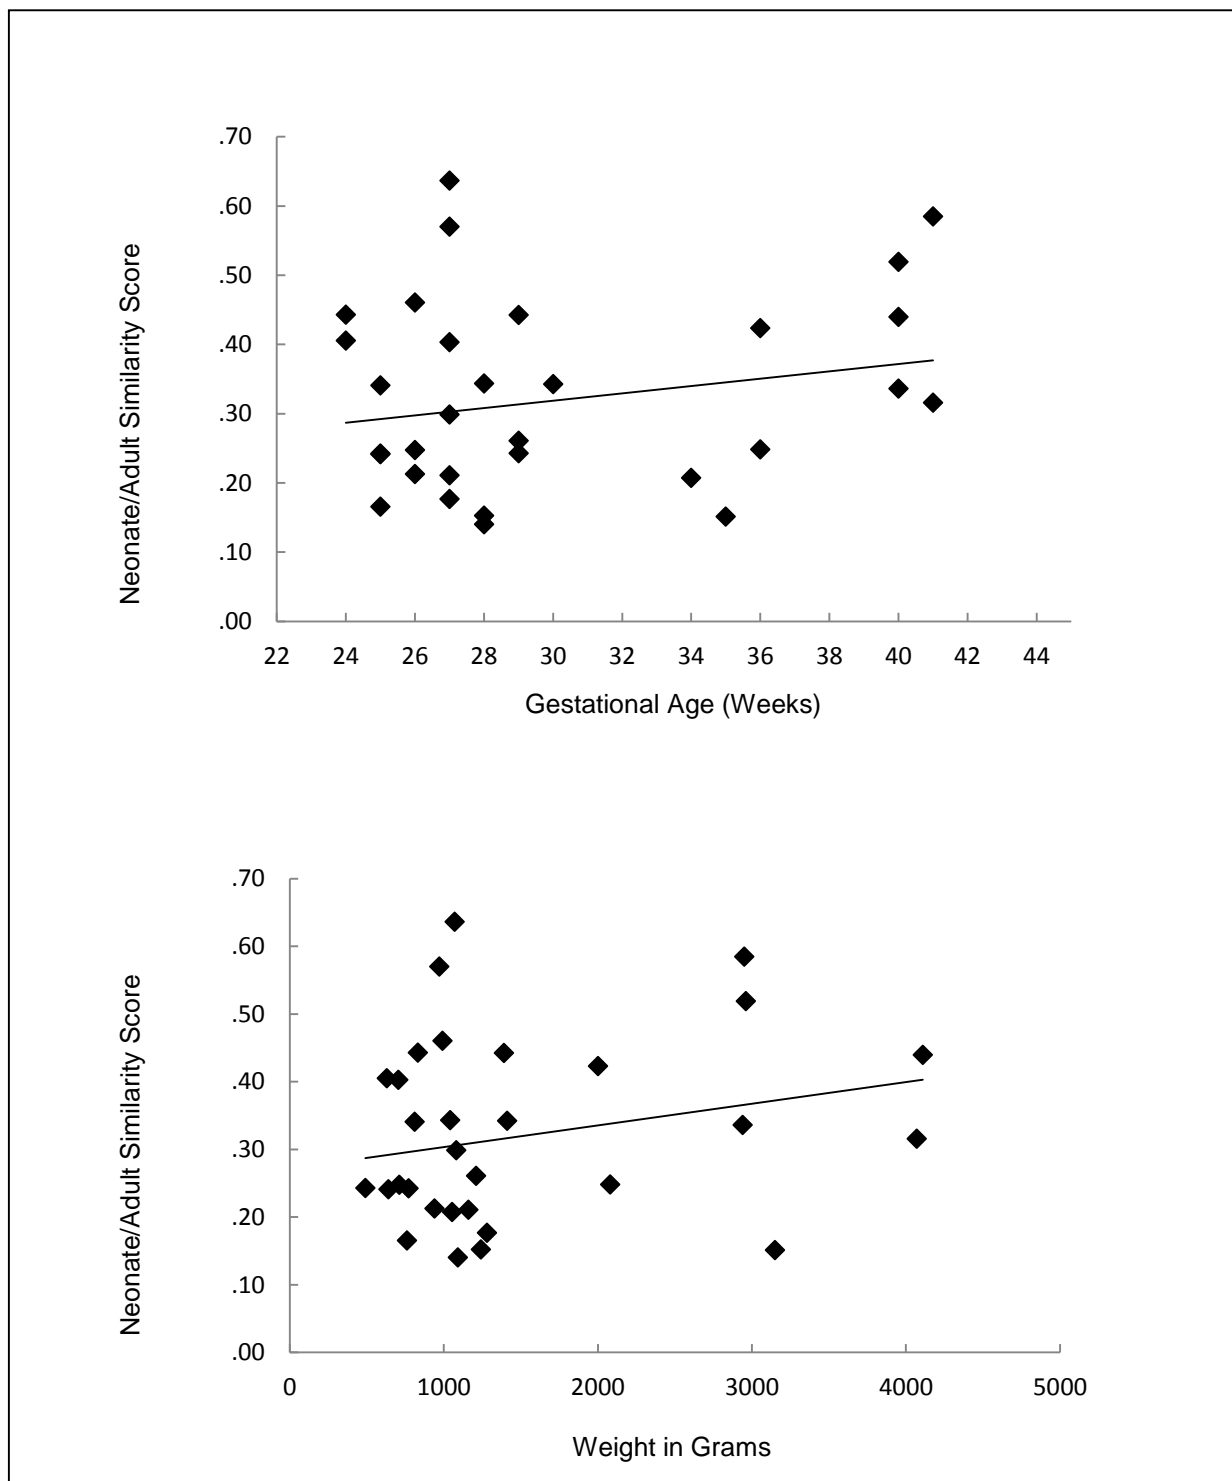 .70
.60
.50
.40
.30
.20
.10
.00
Neonate/Adult Similarity Score
22 24 26 28 30 32 34 36 38 40 42 44
Gestational Age (Weeks)
.70
.60
.50
.40
.30
.20
.10
.00
Neonate/Adult Similarity Score
0 1000 2000 3000 4000 5000
Weight in Grams